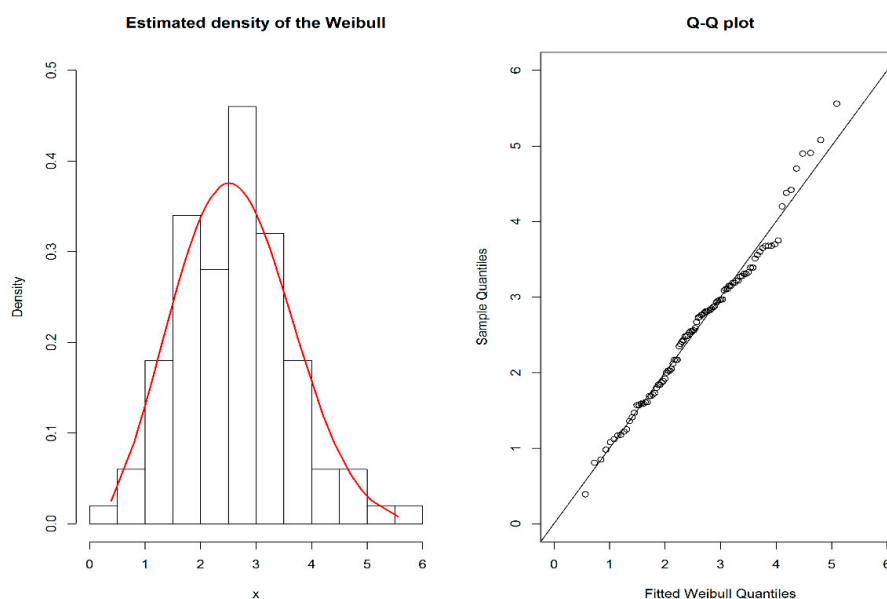 Estimated density of the Weibull
0.5
0.4
0.3
0.2
0.1
0.0
Density
0 1 2 3 4 5 6
x
Q-Q plot
6
5
4
3
2
1
0
Sample Quantiles
0 1 2 3 4 5 6
Fitted Weibull Quantiles